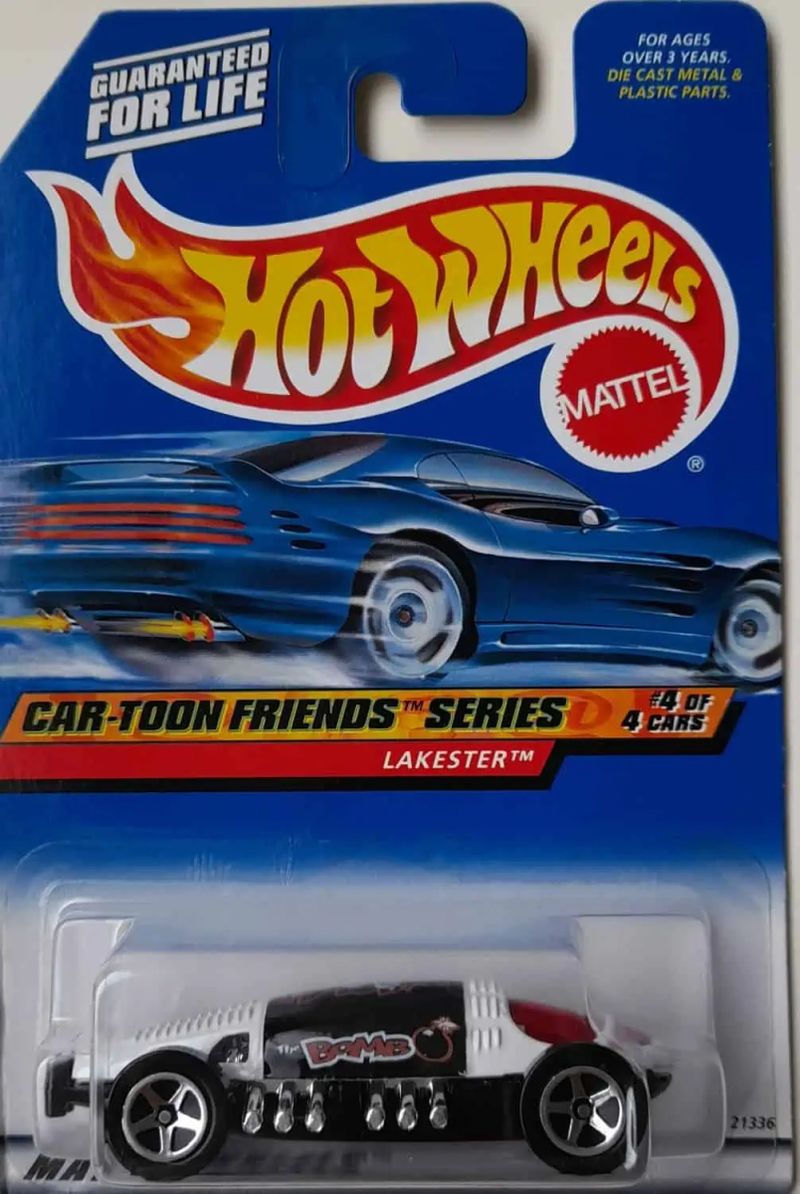 GUARANTEED
FOR LIFE
FOR AGES
OVER 3 YEARS.
DIE CAST METAL &
PLASTIC PARTS.
HOT WHEELS
MATTEL
®
CAR-TOON FRIENDS™ SERIES
#4 OF
4 CARS
LAKESTER™
The BOMB
21336